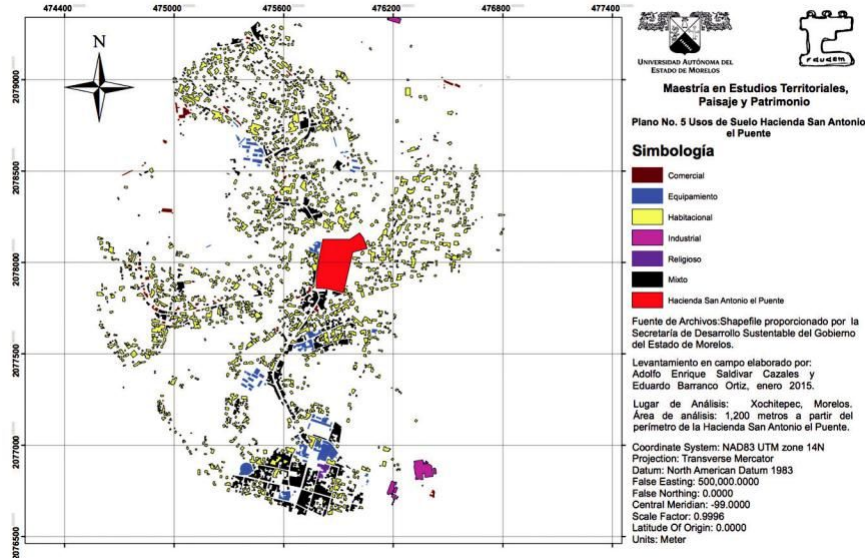 474400 475000 475600 476200 476800 477400
2079000
2078500
2078000
2077500
2077000
2076500
N
474400 475000 475600 476200 476800 477400
UNIVERSIDAD AUTÓNOMA DEL
ESTADO DE MORELOS
Maestría en Estudios Territoriales,
Paisaje y Patrimonio
Plano No. 5 Usos de Suelo Hacienda San Antonio
el Puente
Simbología
Comercial
Equipamiento
Habitacional
Industrial
Religioso
Mixto
Hacienda San Antonio el Puente
Fuente de Archivos:Shapefile proporcionado por la
Secretaría de Desarrollo Sustentable del Gobierno
del Estado de Morelos.
Levantamiento en campo elaborado por:
Adolfo Enrique Saldivar Cazales y
Eduardo Barranco Ortiz, enero 2015.
Lugar de Análisis: Xochitepec, Morelos.
Área de análisis: 1,200 metros a partir del
perímetro de la Hacienda San Antonio el Puente.
Coordinate System: NAD83 UTM zone 14N
Projection: Transverse Mercator
Datum: North American Datum 1983
False Easting: 500,000.0000
False Northing: 0.0000
Central Meridian: -99.0000
Scale Factor: 0.9996
Latitude Of Origin: 0.0000
Units: Meter